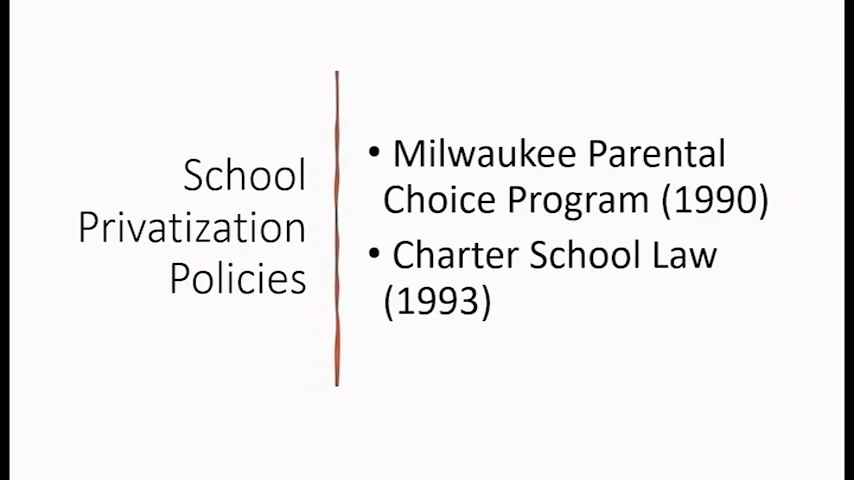 School
Privatization
Policies
• Milwaukee Parental
Choice Program (1990)
• Charter School Law
(1993)